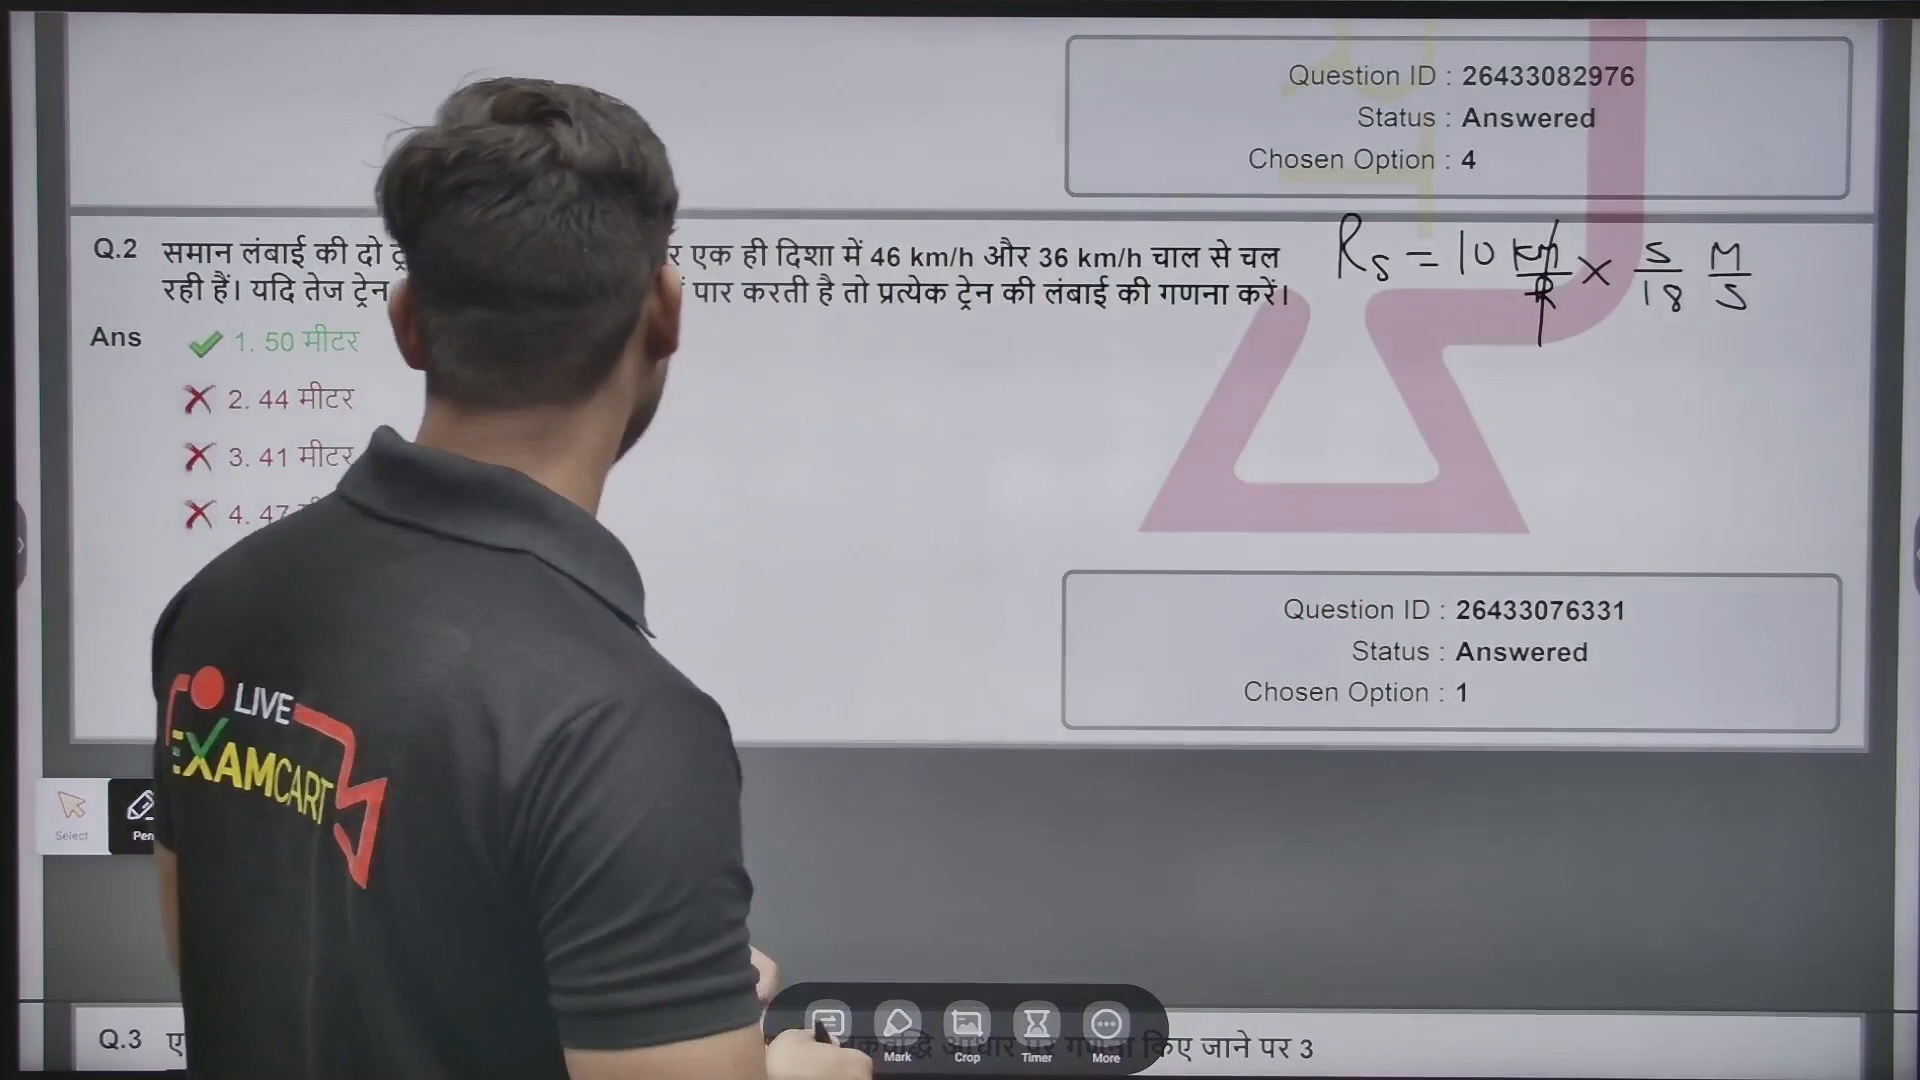 Question ID : 26433082976
Status : Answered
Chosen Option : 4
Q.2 समान लंबाई की दो एक ही दिशा में 46 km/h और 36 km/h चाल से चल
रही हैं। यदि तेज ट्रेन पार करती है तो प्रत्येक ट्रेन की लंबाई की गणना करें।
Rs = 10 km/h × 5/18 M/S
Ans 1. 50 मीटर
2. 44 मीटर
3. 41 मीटर
4. 47
Question ID : 26433076331
Status : Answered
Chosen Option : 1
LIVE
EXAMCART
Select
Pen
Q.3 आधार पर गणना किए जाने पर 3
Mark
Crop
Timer
More